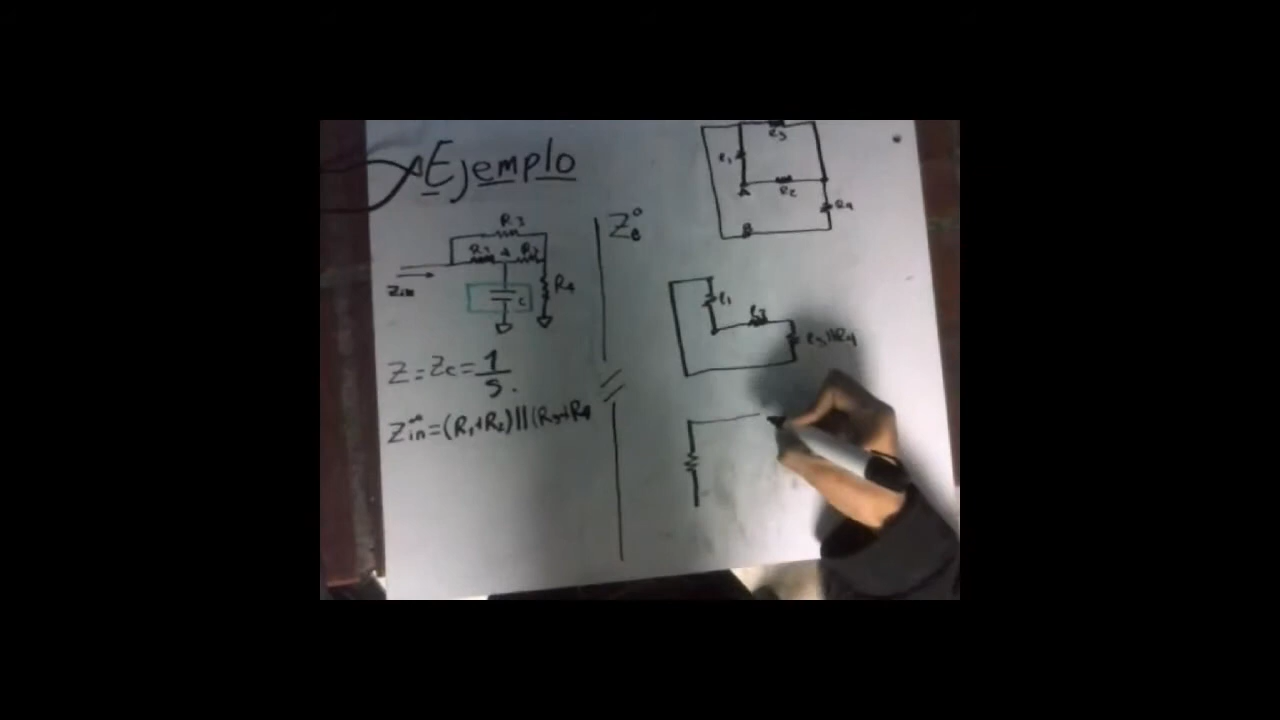 Ejemplo
R3
R1 A R2
Zin
C
R4
Z=Zc=1/S.
Zin∞=(R1+R2)||(R3+R4
Ze°
R3
R1
R2
A
R4
B
R1
R3||R4